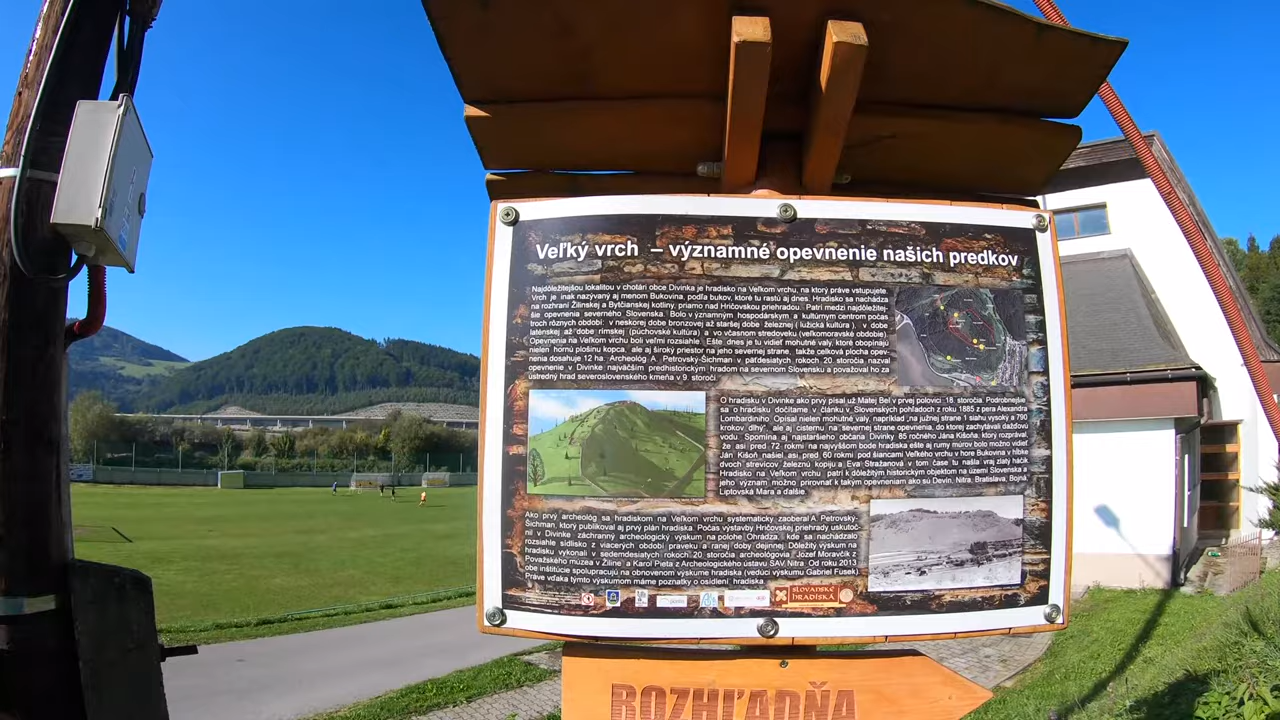 Veľký vrch – významné opevnenie našich predkov
Najdôležitejšou lokalitou v chotári obce Divinka je hradisko na Veľkom vrchu, na ktorý práve vstupujete.
Vrch je inak nazývaný aj menom Bukovina, podľa bukov, ktoré tu rastú aj dnes. Hradisko sa nachádza
na rozhraní Žilinskej a Bytčianskej kotliny, priamo nad Hričovskou priehradou. Patrí medzi najdôležitej-
šie opevnenia severného Slovenska. Bolo významným hospodárskym a kultúrnym centrom počas
troch rôznych období: v neskorej dobe bronzovej až staršej dobe železnej ( lužická kultúra ), v dobe
laténskej až dobe rímskej (púchovské kultúra) a vo včasnom stredoveku (veľkomoravské obdobie)
Opevnenia na Veľkom vrchu boli veľmi rozsiahle. Ešte dnes je tu vidieť mohutné valy, ktoré obopínajú
nielen hornú plošinu kopca, ale aj široký priestor na jeho severnej strane, takže celková plocha opev-
nenia dosahuje 12 ha. Archeológ A. Petrovský-Šichman v päťdesiatych rokoch 20. storočia nazval
opevnenie v Divinke najväčším predhistorickým hradom na severnom Slovensku a považoval ho za
ústredný hrad severoslovenského kmeňa v 9. storočí.
O hradisku v Divinke ako prvý písal už Matej Bel v prvej polovici 18. storočia. Podrobnejšie
sa o hradisku dočítame v článku v Slovenských pohľadoch z roku 1885 z pera Alexandra
Lombardiniho. Opísal nielen mohutné valy, napríklad "na južnej strane 1 siahu vysoký a 790
krokov dlhý", ale aj cisternu na severnej strane opevnenia, do ktorej zachytávali dažďovú
vodu. Spomína aj najstaršieho občana Divinky 85 ročného Jána Kišoňa, ktorý rozprával,
že asi pred 72 rokmi na najvyššom bode hradiska ešte aj rumy múrov bolo možno vidieť
Ján Kišoň našiel asi pred 60 rokmi pod šiancami Veľkého vrchu v hore Bukovina v hĺbke
dvoch strevícov železnú kopiju a Eva Stražanová v tom čase tu našla vraj zlatý háčik.
Hradisko na Veľkom vrchu patrí k dôležitým historickým objektom na území Slovenska a
jeho význam možno prirovnať k takým opevneniam ako sú Devín, Nitra, Bratislava, Bojná,
Liptovská Mara a ďalšie.
Ako prvý archeológ sa hradiskom na Veľkom vrchu systematicky zaoberal A. Petrovský-
Šichman, ktorý publikoval aj prvý plán hradiska. Počas výstavby Hričovskej priehrady uskutoč-
nil v Divinke záchranný archeologický výskum na polohe Ohrádza, kde sa nachádzalo
rozsiahle sídlisko z viacerých období praveku a ranej doby dejinnej. Dôležitý výskum na
hradisku vykonali v sedemdesiatych rokoch 20. storočia archeológovia Jozef Moravčík z
Považského múzea v Žiline a Karol Pieta z Archeologického ústavu SAV, Nitra. Od roku 2013
obe inštitúcie spolupracujú na obnovenom výskume hradiska (vedúci výskumu Gabriel Fusek).
Práve vďaka týmto výskumom máme poznatky o osídlení hradiska.
SLOVANSKÉ
HRADISKÁ
ROZHĽADŇA